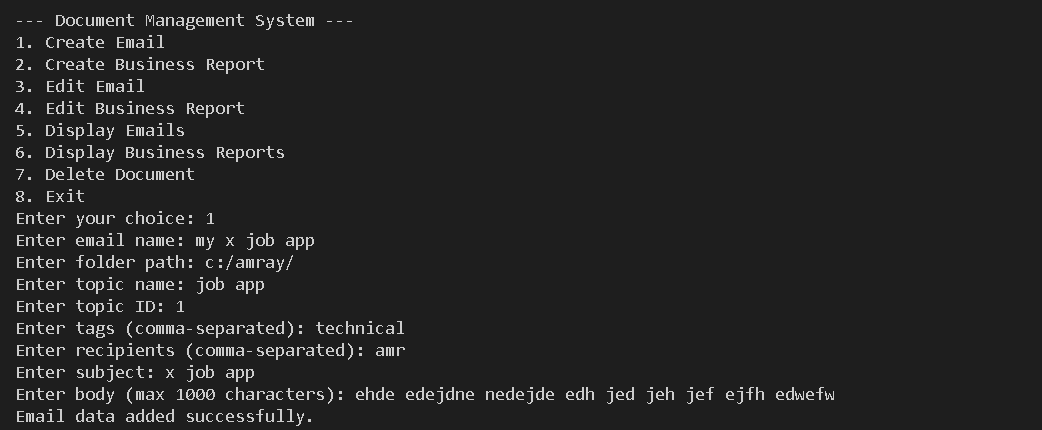 --- Document Management System ---
1. Create Email
2. Create Business Report
3. Edit Email
4. Edit Business Report
5. Display Emails
6. Display Business Reports
7. Delete Document
8. Exit
Enter your choice: 1
Enter email name: my x job app
Enter folder path: c:/amray/
Enter topic name: job app
Enter topic ID: 1
Enter tags (comma-separated): technical
Enter recipients (comma-separated): amr
Enter subject: x job app
Enter body (max 1000 characters): ehde edejdne nedejde edh jed jeh jef ejfh edwefw
Email data added successfully.